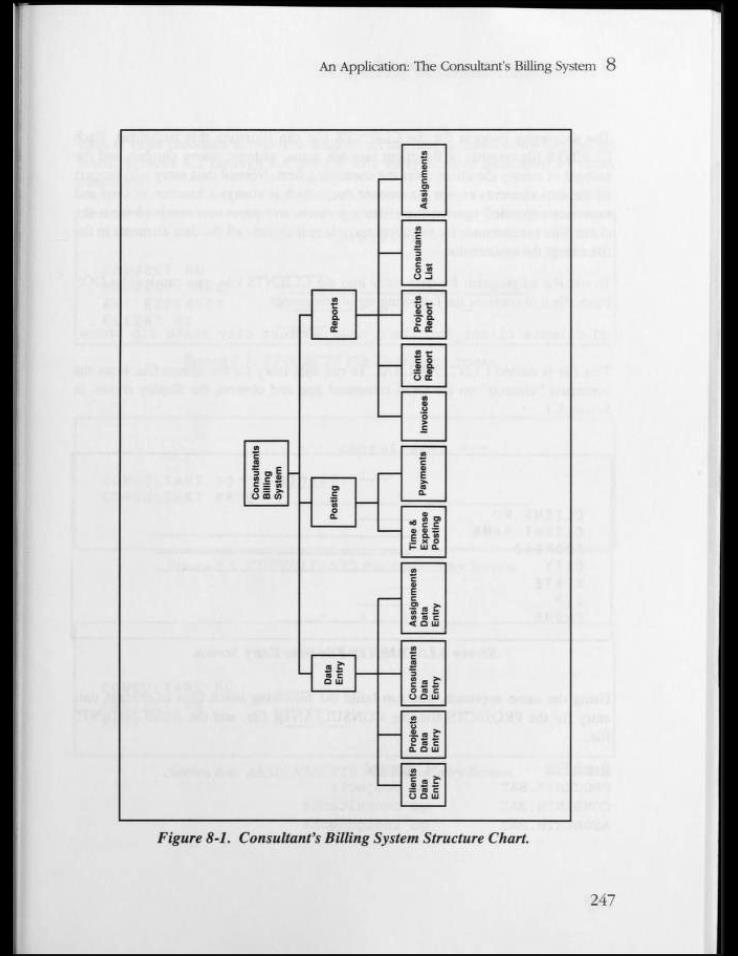 An Application: The Consultant's Billing System 8
Consultants
Billing
System
Data
Entry
Posting
Reports
Clients
Data
Entry
Projects
Data
Entry
Consultants
Data
Entry
Assignments
Data
Entry
Time &
Expense
Posting
Payments
Invoices
Clients
Report
Projects
Report
Consultants
List
Assignments
Figure 8-1. Consultant's Billing System Structure Chart.
247